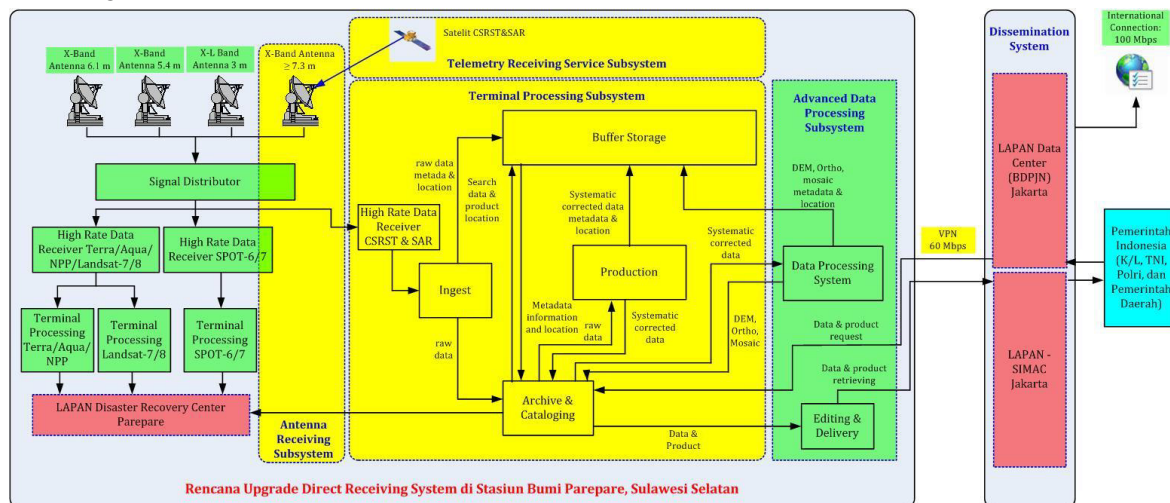 Satelit CSRST&SAR
Telemetry Receiving Service Subsystem
X-Band
Antenna 6.1 m
X-Band
Antenna 5.4 m
X-L Band
Antenna 3 m
X-Band Antenna
≥ 7.3 m
Signal Distributor
High Rate Data
Receiver Terra/Aqua/
NPP/Landsat-7/8
High Rate Data
Receiver SPOT-6/7
Terminal
Processing
Terra/Aqua/
NPP
Terminal
Processing
Landsat-7/8
Terminal
Processing
SPOT-6/7
LAPAN Disaster Recovery Center
Parepare
Antenna
Receiving
Subsystem
Terminal Processing Subsystem
Buffer Storage
raw data
metada &
location
Search
data &
product
location
Systematic
corrected data
metadata &
location
High Rate Data
Receiver
CSRST & SAR
Ingest
Production
raw
data
Metadata
information
and location
raw data
Systematic
corrected
data
Systematic
corrected
data
DEM,
Ortho,
Mosaic
Archive &
Cataloging
Data &
Product
Advanced Data
Processing
Subsystem
DEM, Ortho,
mosaic
metadata &
location
Data Processing
System
Data & product
request
Data & product
retrieving
Editing &
Delivery
Rencana Upgrade Direct Receiving System di Stasiun Bumi Parepare, Sulawesi Selatan
VPN
60 Mbps
Dissemination
System
LAPAN Data
Center
(BDPJN)
Jakarta
LAPAN -
SIMAC
Jakarta
International
Connection:
100 Mbps
Pemerintah
Indonesia
(K/L, TNI,
Polri, dan
Pemerintah
Daerah)